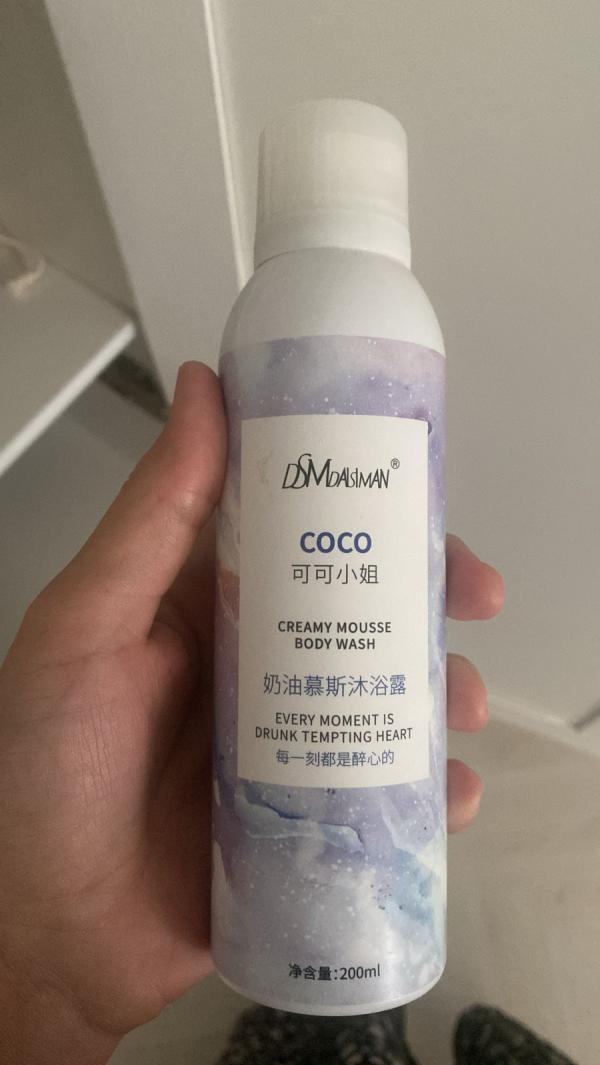 DSMDAISIMAN®
COCO
可可小姐
CREAMY MOUSSE
BODY WASH
奶油慕斯沐浴露
EVERY MOMENT IS
DRUNK TEMPTING HEART
每一刻都是醉心的
净含量:200ml